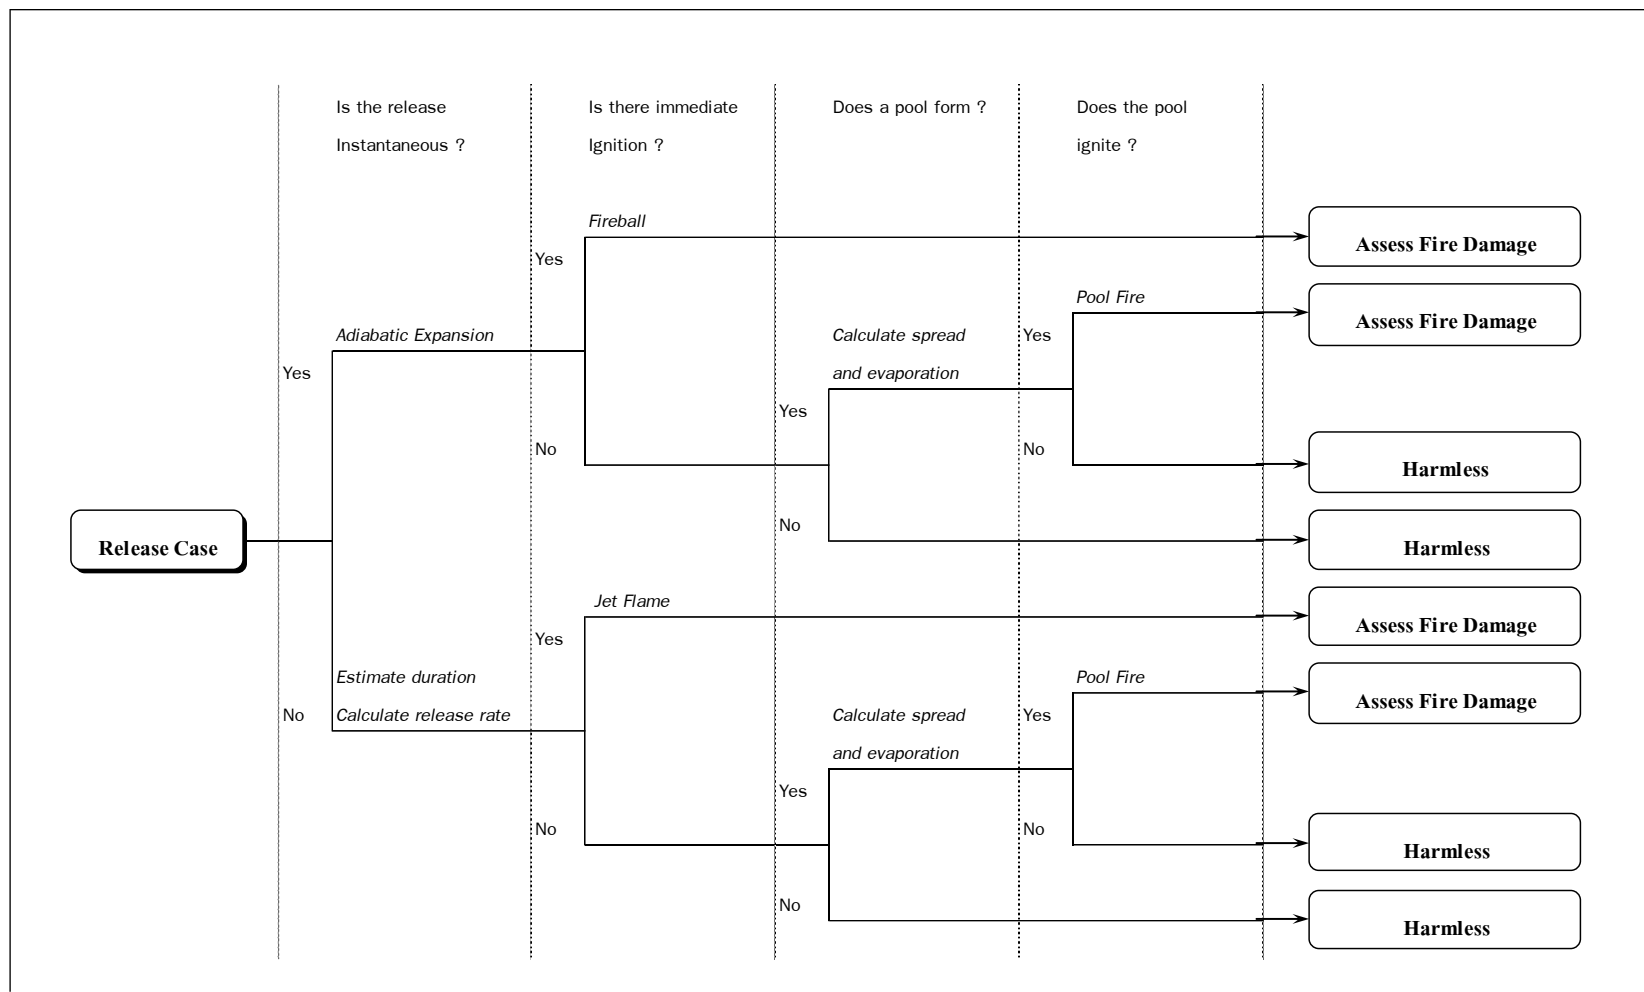 Is the release
Instantaneous ?
Is there immediate
Ignition ?
Does a pool form ?
Does the pool
ignite ?
Fireball
Yes
Assess Fire Damage
Pool Fire
Assess Fire Damage
Adiabatic Expansion
Yes
Calculate spread
and evaporation
Yes
Yes
No
No
Harmless
No
Harmless
Release Case
Jet Flame
Yes
Assess Fire Damage
Estimate duration
Calculate release rate
No
Pool Fire
Assess Fire Damage
Calculate spread
and evaporation
Yes
Yes
No
No
Harmless
No
Harmless